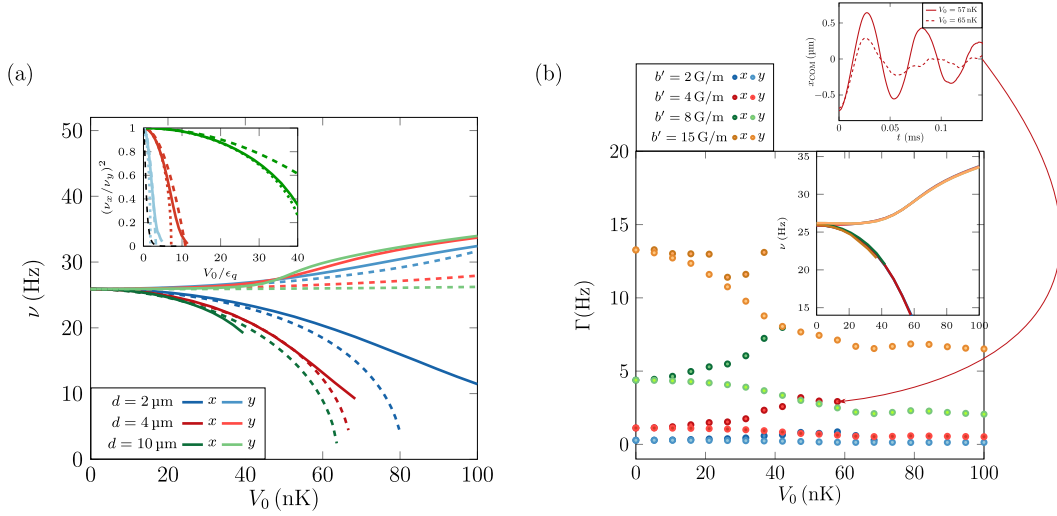 (a)
50
40
30
20
10
0
ν (Hz)
0
20
40
60
80
100
V₀ (nK)
d = 2 µm x y
d = 4 µm x y
d = 10 µm x y
1
0.8
0.6
0.4
0.2
0
(νₓ/ν_y)²
0
10
20
30
40
V₀/ϵ_q
(b)
b′ = 2 G/m x y
b′ = 4 G/m x y
b′ = 8 G/m x y
b′ = 15 G/m x y
V₀ = 57 nK
V₀ = 65 nK
0.5
0
−0.5
x_COM (µm)
0
0.05
0.1
t (ms)
20
15
10
5
0
Γ(Hz)
0
20
40
60
80
100
V₀ (nK)
35
30
25
20
15
ν (Hz)
0
20
40
60
80
100